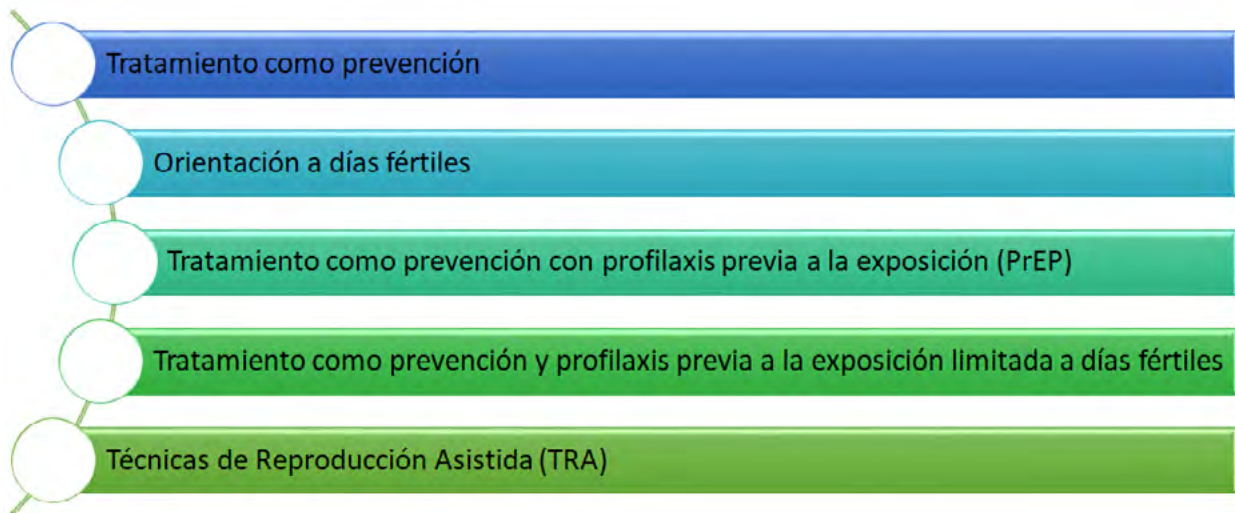 Tratamiento como prevención
Orientación a días fértiles
Tratamiento como prevención con profilaxis previa a la exposición (PrEP)
Tratamiento como prevención y profilaxis previa a la exposición limitada a días fértiles
Técnicas de Reproducción Asistida (TRA)